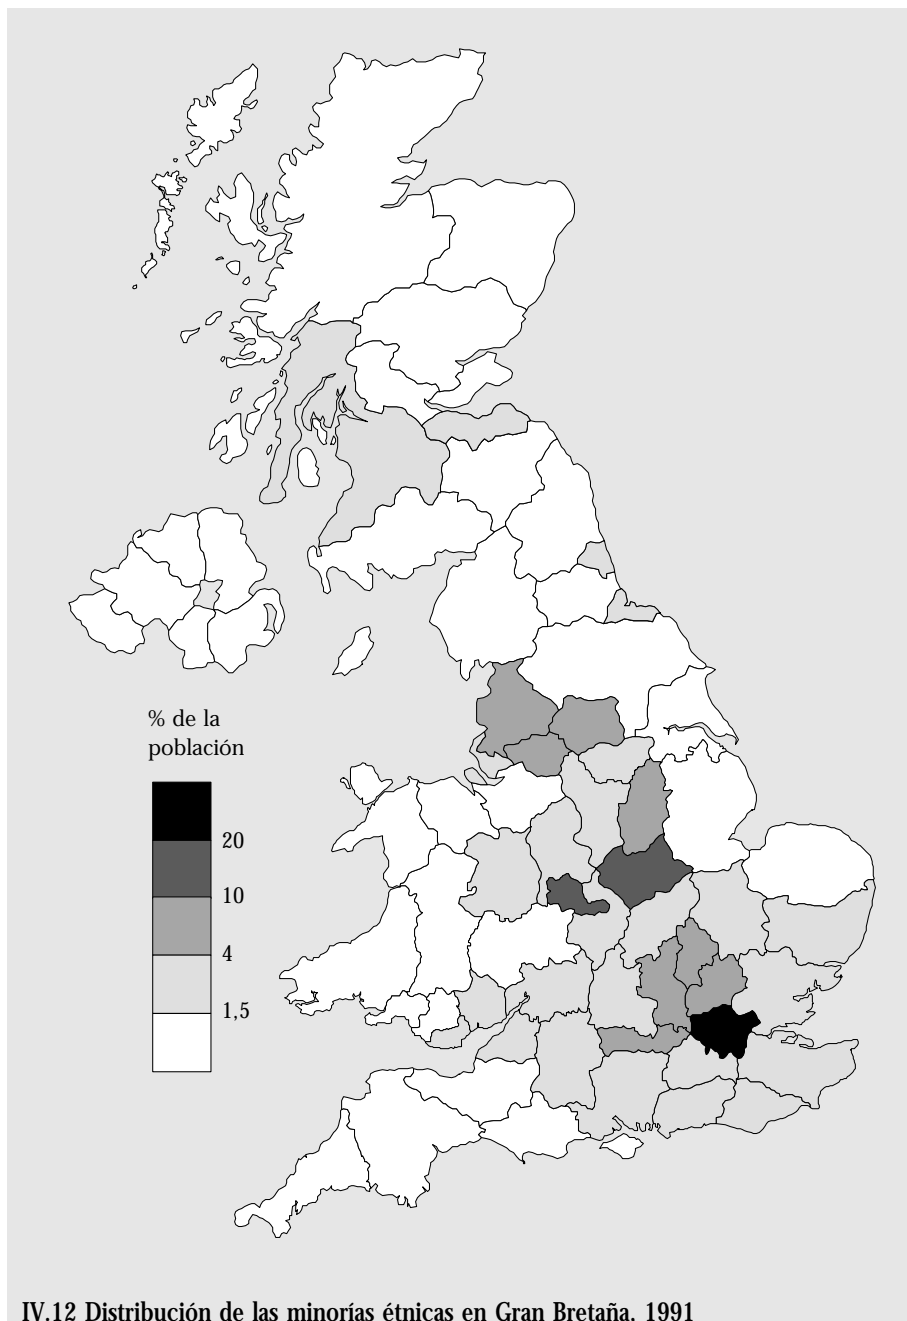 % de la
población
20
10
4
1,5
IV.12 Distribución de las minorías étnicas en Gran Bretaña, 1991